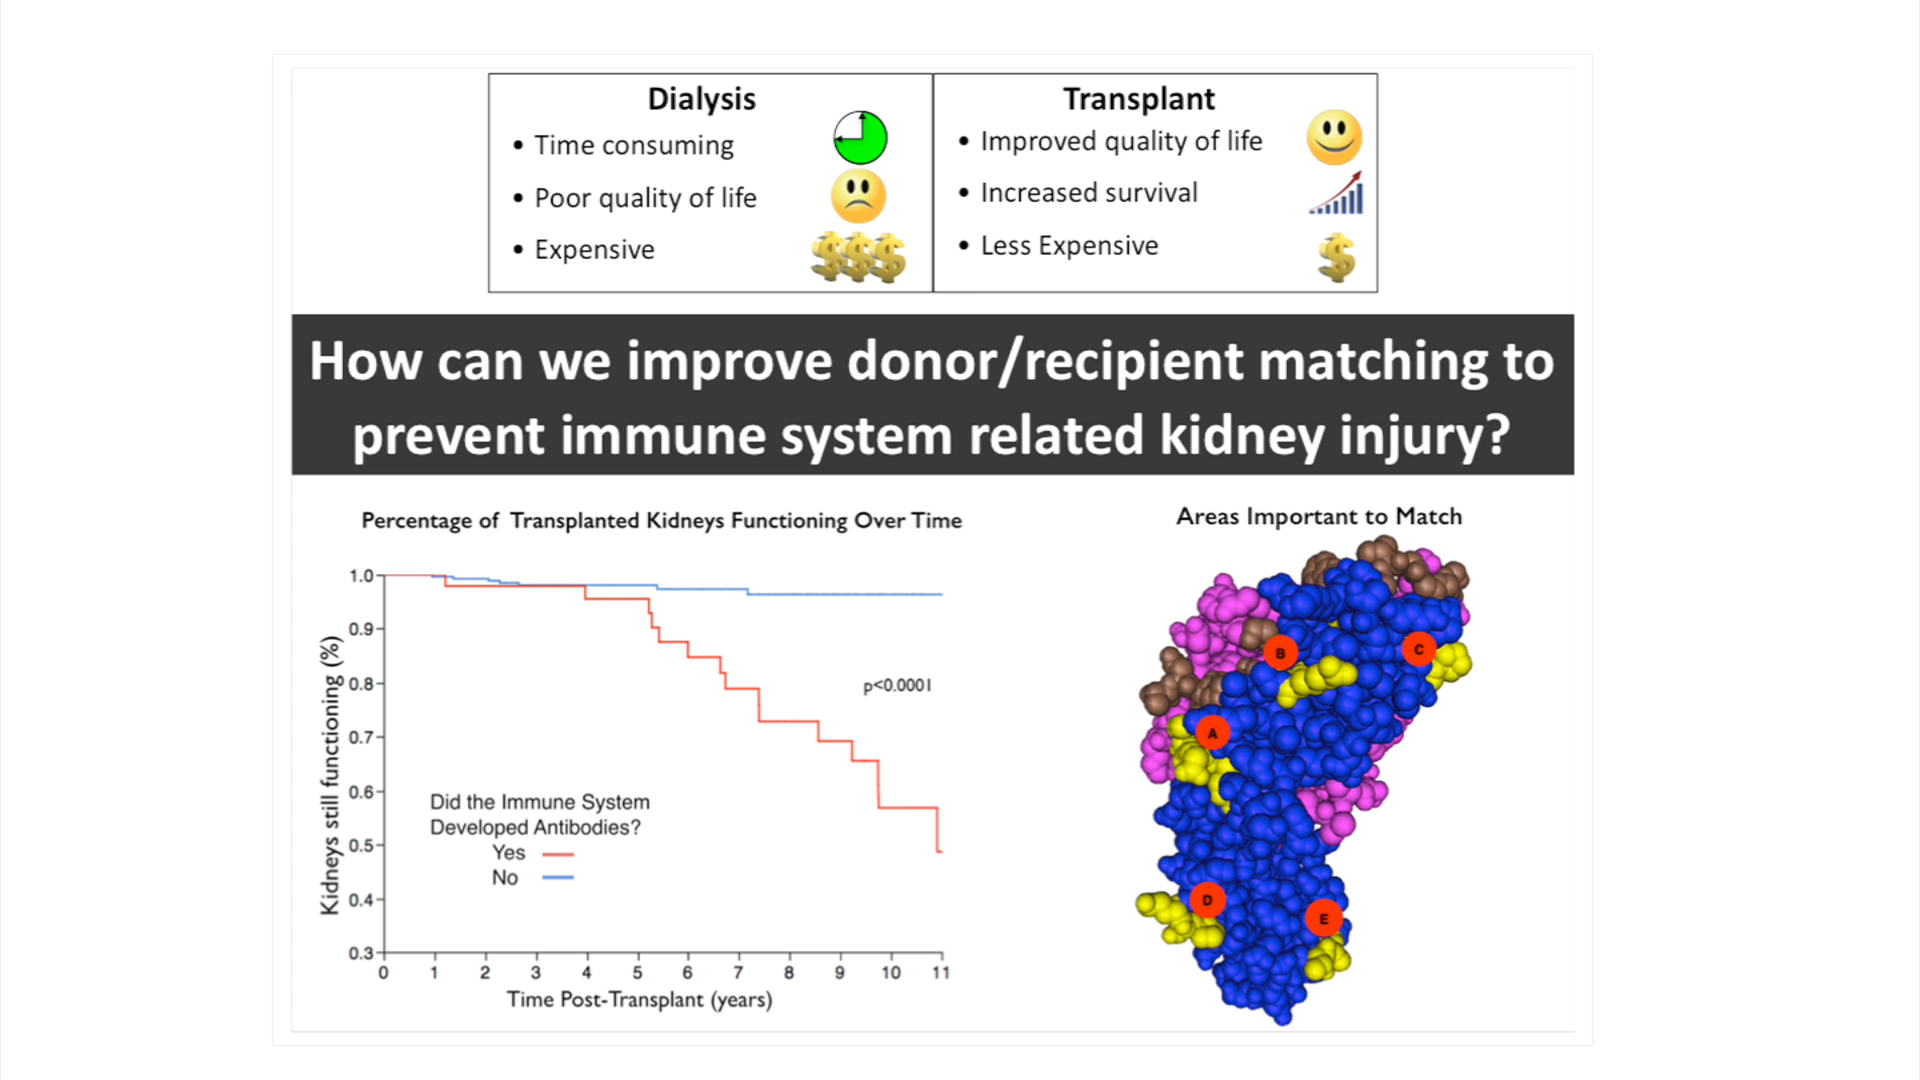 Dialysis
• Time consuming
• Poor quality of life
• Expensive
Transplant
• Improved quality of life
• Increased survival
• Less Expensive
How can we improve donor/recipient matching to
prevent immune system related kidney injury?
Percentage of Transplanted Kidneys Functioning Over Time
Kidneys still functioning (%)
1.0
0.9
0.8
0.7
0.6
0.5
0.4
0.3
p<0.0001
Did the Immune System
Developed Antibodies?
Yes
No
0 1 2 3 4 5 6 7 8 9 10 11
Time Post-Transplant (years)
Areas Important to Match
B
C
A
D
E